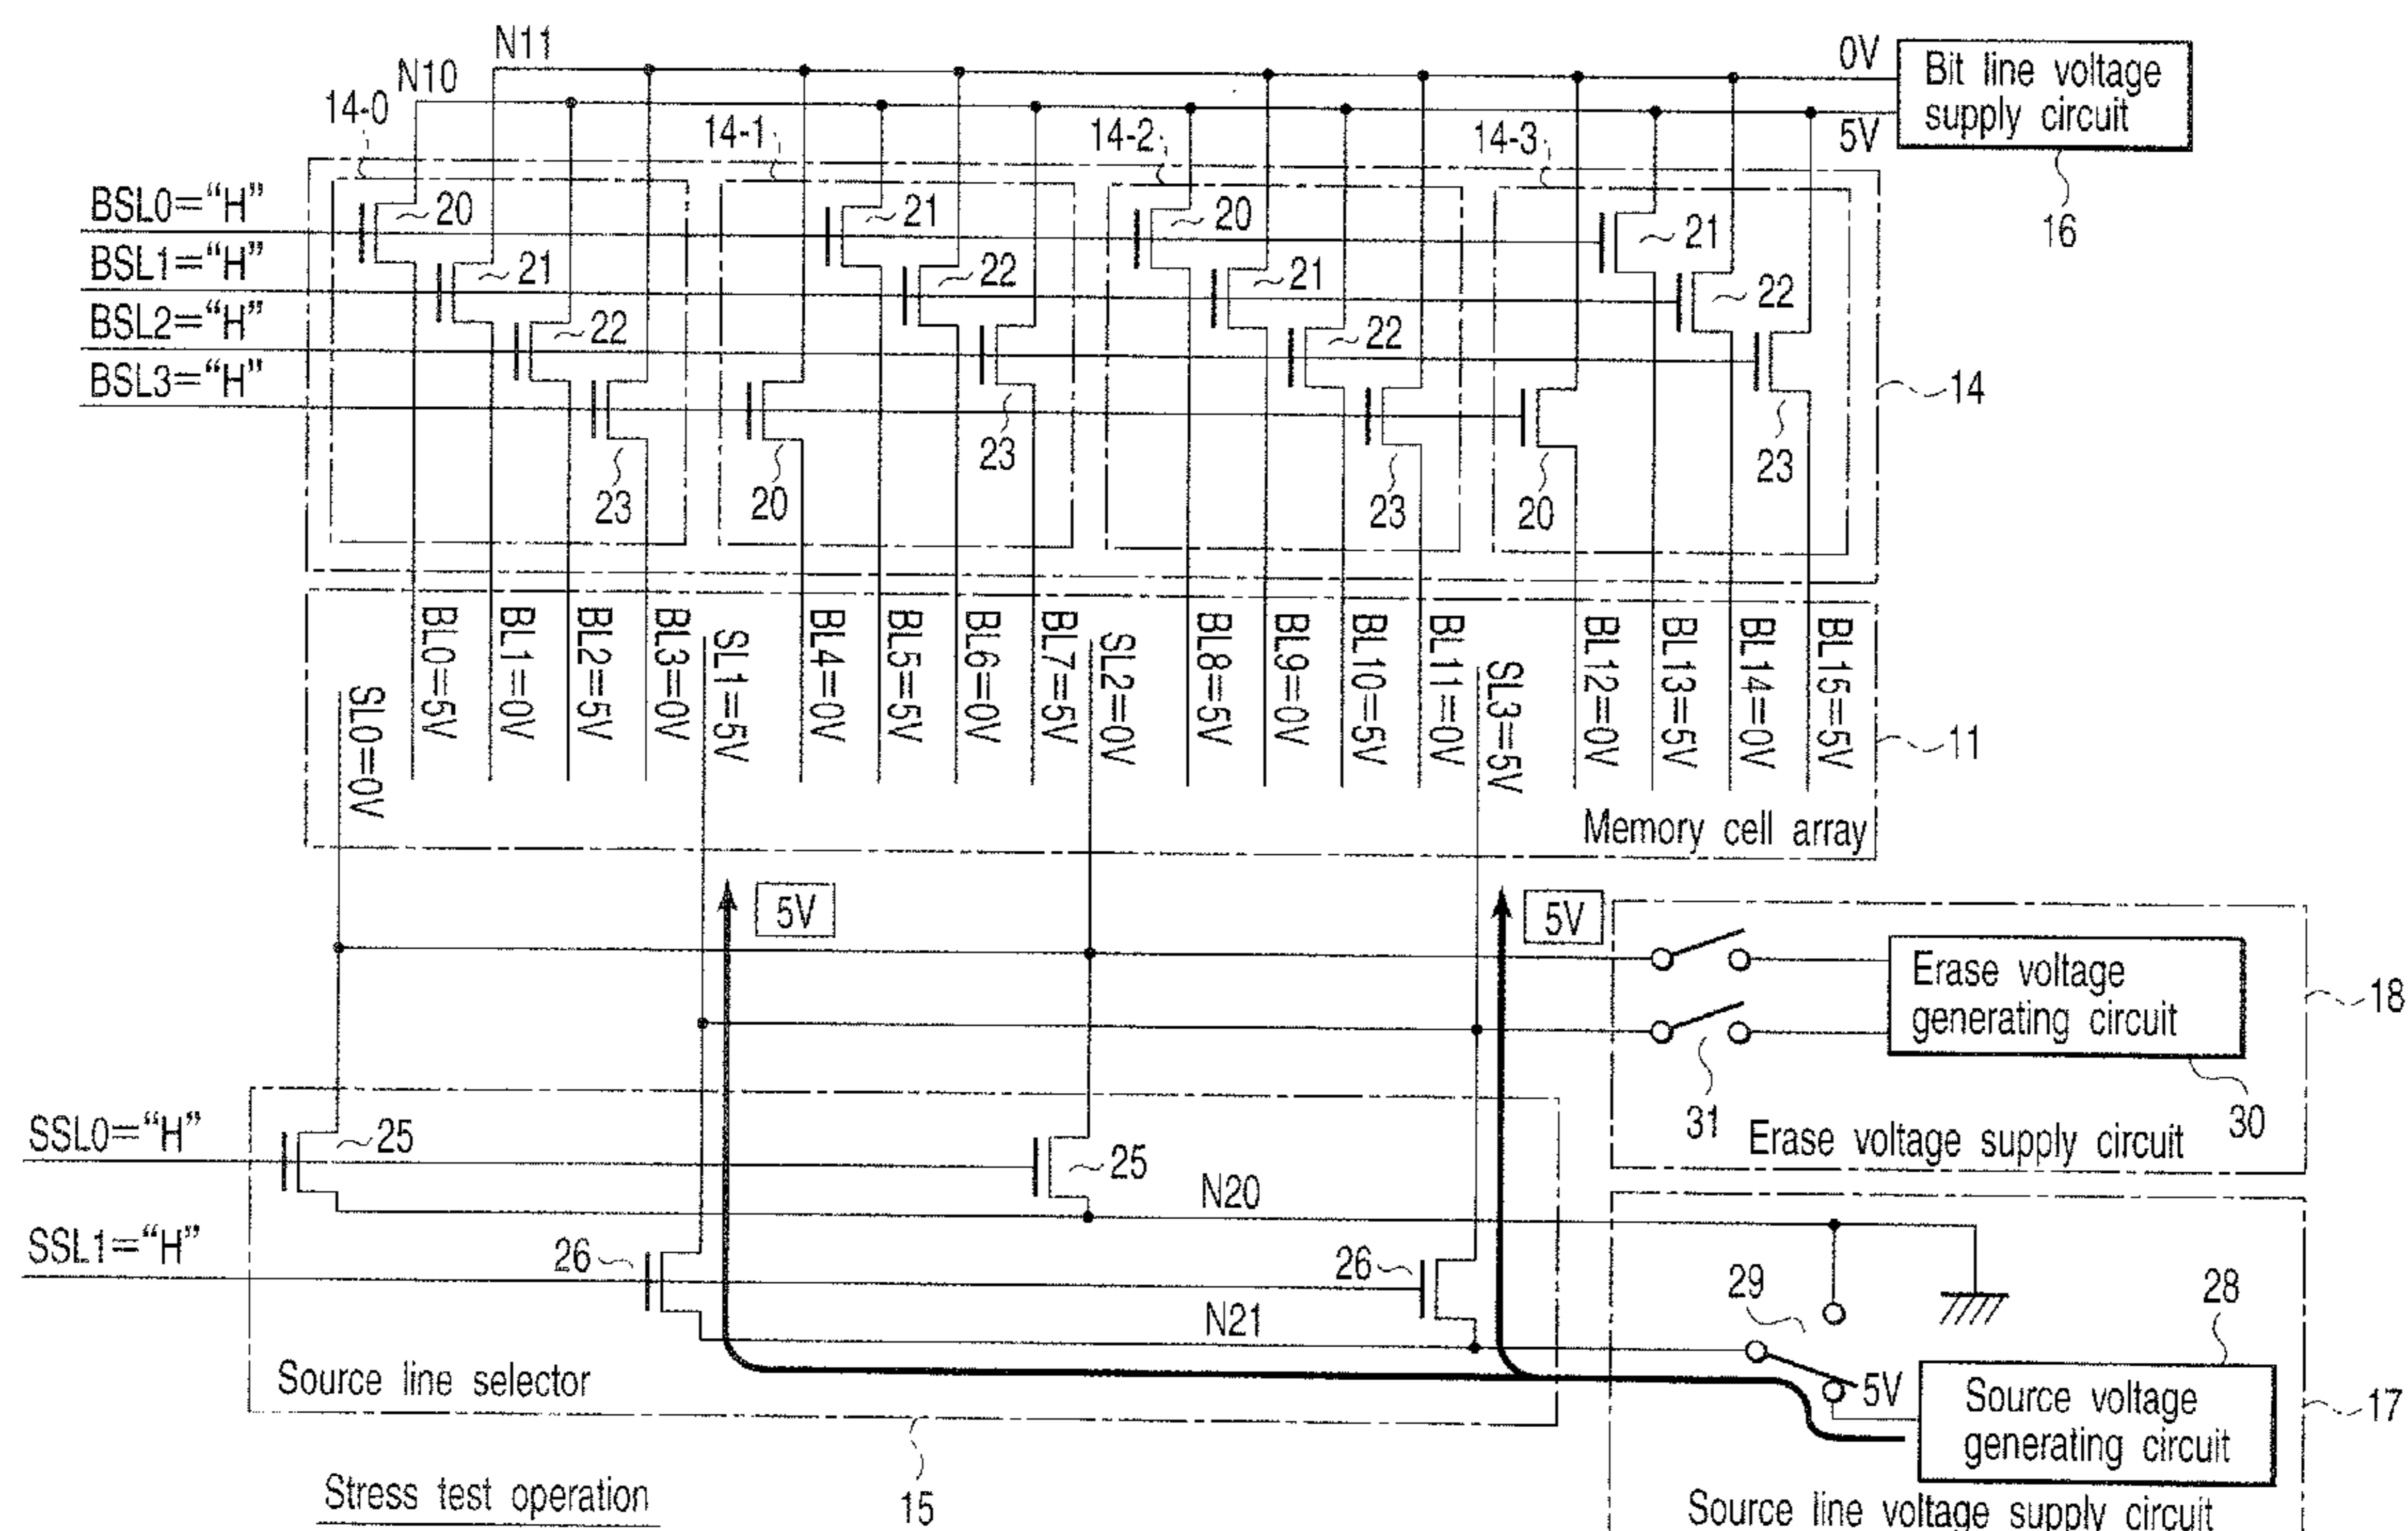 N11
N10
0V
Bit line voltage
supply circuit
5V
16
14-0
14-1
14-2
14-3
BSL0=“H”
BSL1=“H”
BSL2=“H”
BSL3=“H”
20
21
22
23
21
22
23
20
20
21
22
23
21
22
23
20
14
SL0=0V
BL0=5V
BL1=0V
BL2=5V
BL3=0V
SL1=5V
BL4=0V
BL5=5V
BL6=0V
BL7=5V
SL2=0V
BL8=5V
BL9=0V
BL10=5V
BL11=0V
SL3=5V
BL12=0V
BL13=5V
BL14=0V
BL15=5V
11
Memory cell array
5V
5V
Erase voltage
generating circuit
18
31
30
Erase voltage supply circuit
SSL0=“H”
25
25
N20
SSL1=“H”
26
26
N21
29
28
5V
Source voltage
generating circuit
17
Source line selector
15
Stress test operation
Source line voltage supply circuit